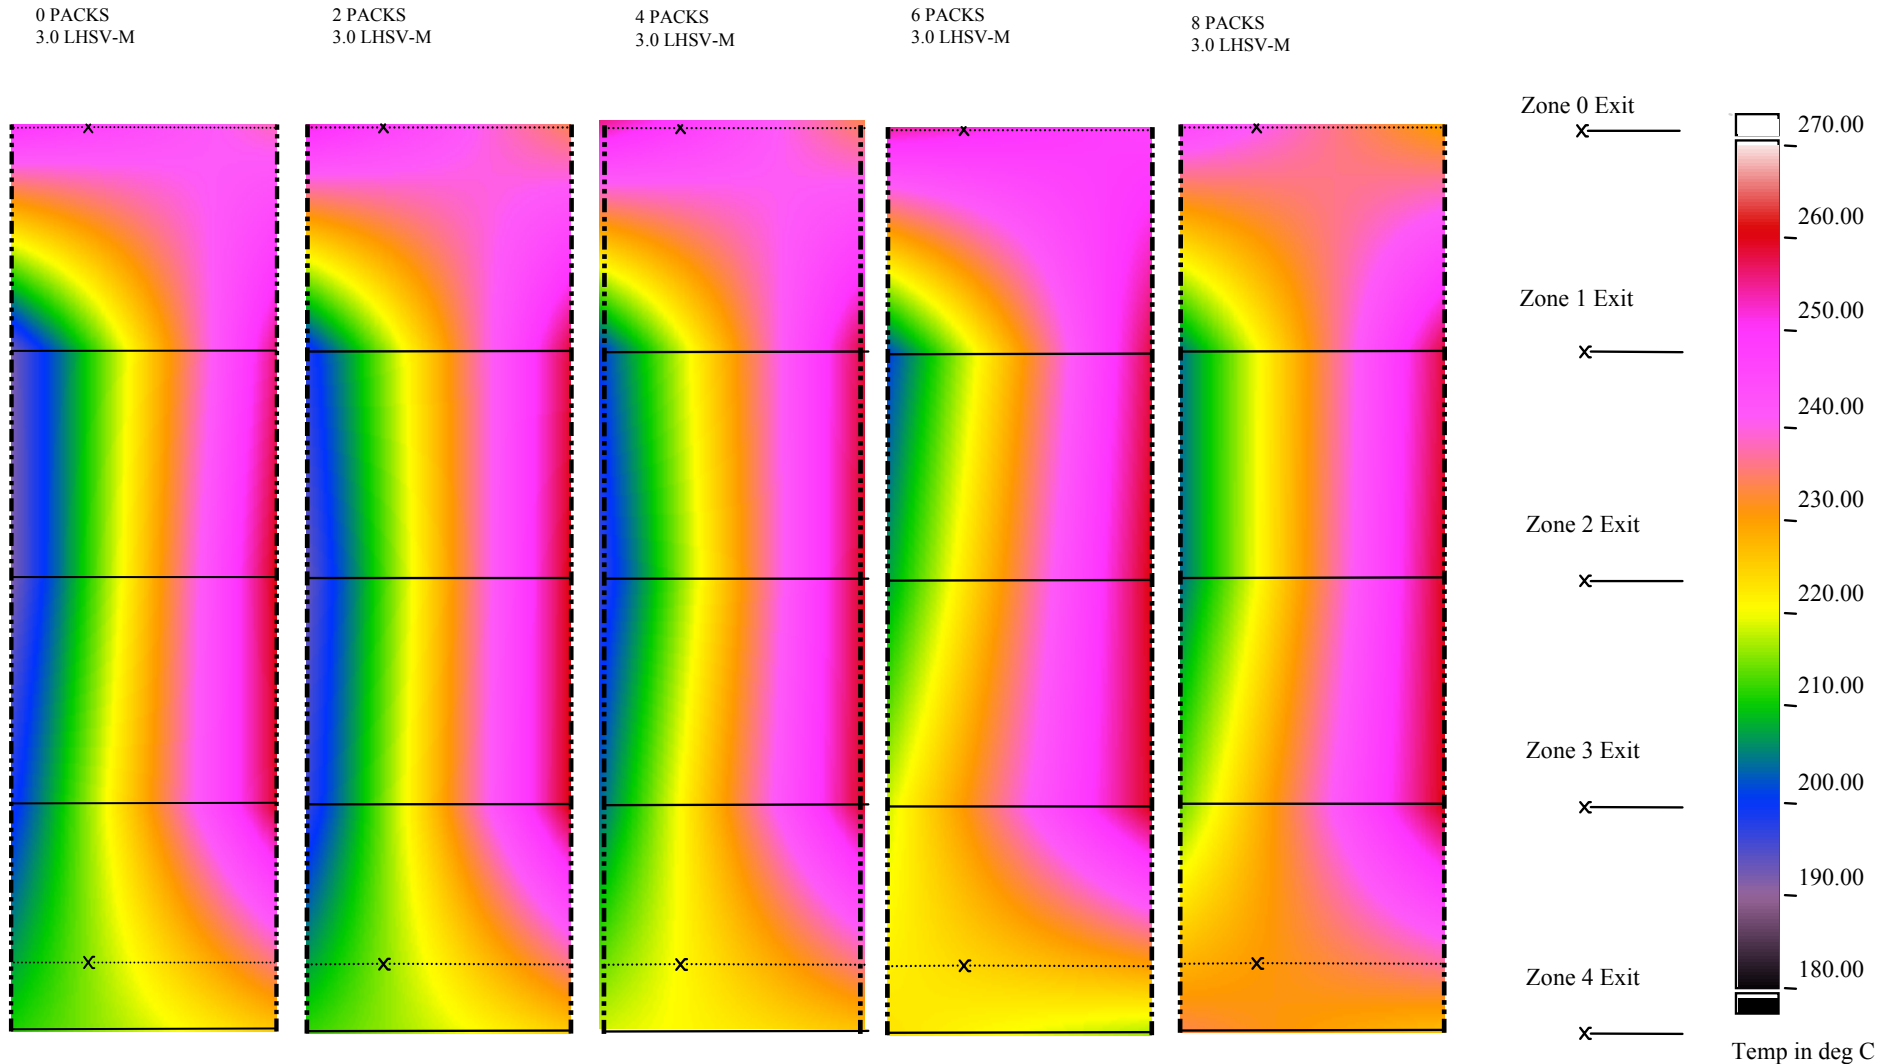 0 PACKS
3.0 LHSV-M
2 PACKS
3.0 LHSV-M
4 PACKS
3.0 LHSV-M
6 PACKS
3.0 LHSV-M
8 PACKS
3.0 LHSV-M
Zone 0 Exit
Zone 1 Exit
Zone 2 Exit
Zone 3 Exit
Zone 4 Exit
270.00
260.00
250.00
240.00
230.00
220.00
210.00
200.00
190.00
180.00
Temp in deg C